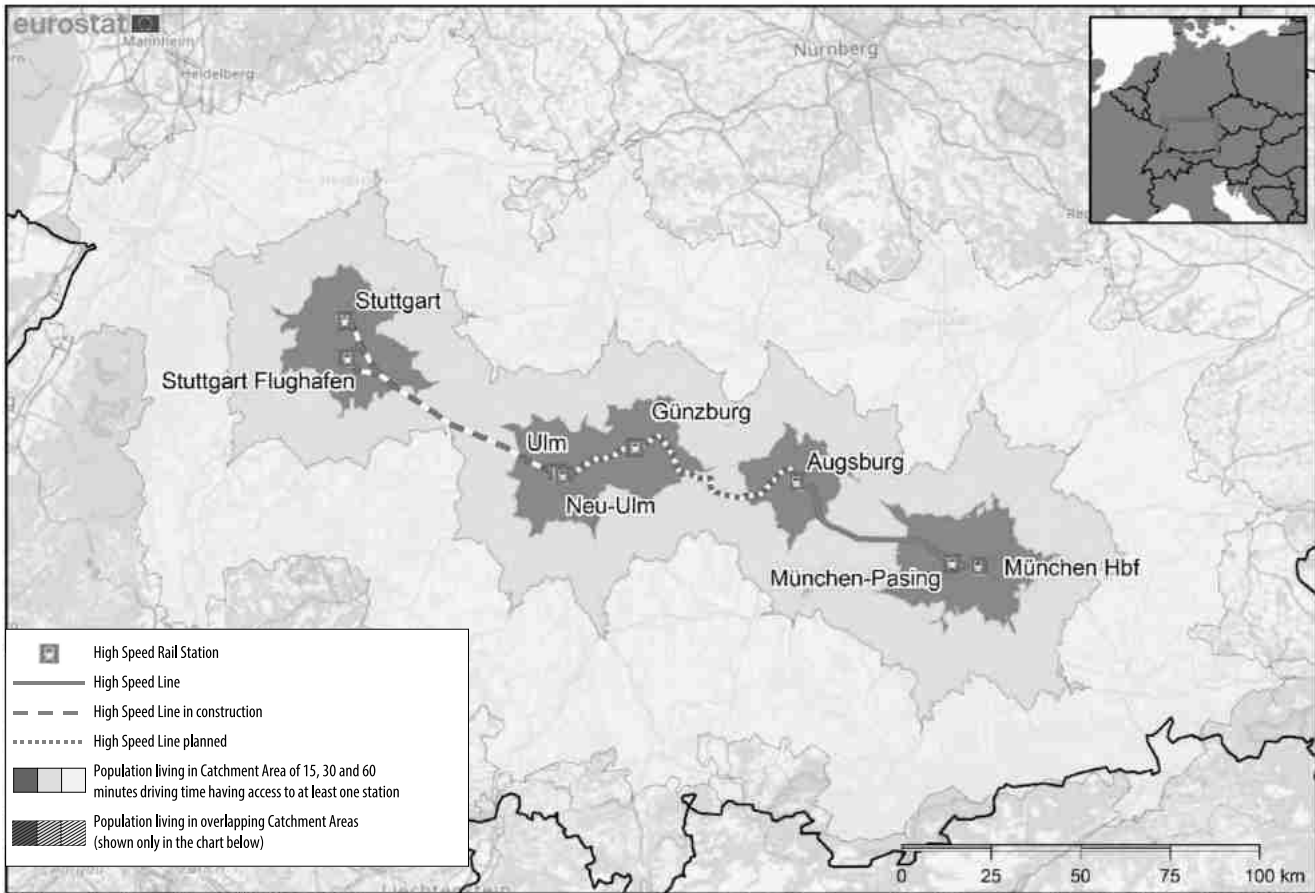 eurostat
Mannheim
Heidelberg
Nürnberg
Stuttgart
Stuttgart Flughafen
Günzburg
Ulm
Augsburg
Neu-Ulm
München-Pasing
München Hbf
High Speed Rail Station
High Speed Line
High Speed Line in construction
High Speed Line planned
Population living in Catchment Area of 15, 30 and 60
minutes driving time having access to at least one station
Population living in overlapping Catchment Areas
(shown only in the chart below)
0 25 50 75 100 km
Liechtenstein